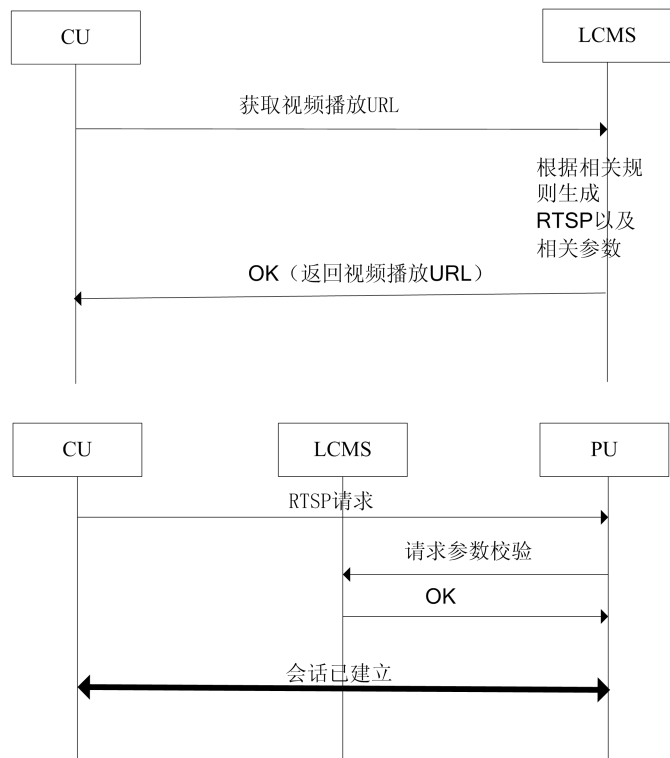 CU
LCMS
获取视频播放URL
根据相关规
则生成
RTSP以及
相关参数
OK（返回视频播放URL）
CU
LCMS
PU
RTSP请求
请求参数校验
OK
会话已建立